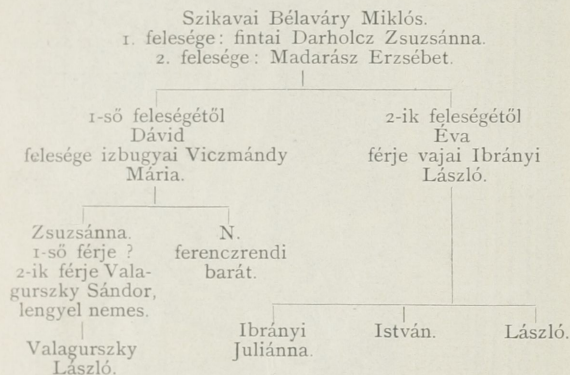 Szikavai Bélaváry Miklós.
1. felesége: fintai Darholcz Zsuzsánna.
2. felesége: Madarász Erzsébet.
1-ső feleségétől
Dávid
felesége izbugyai Viczmándy
Mária.
2-ik feleségétől
Éva
férje vajai Ibrányi
László.
Zsuzsánna.
1-ső férje ?
2-ik férje Vala-
gurszky Sándor,
lengyel nemes.
N.
ferenczrendi
barát.
Valagurszky
László.
Ibrányi
Juliánna.
István.
László.